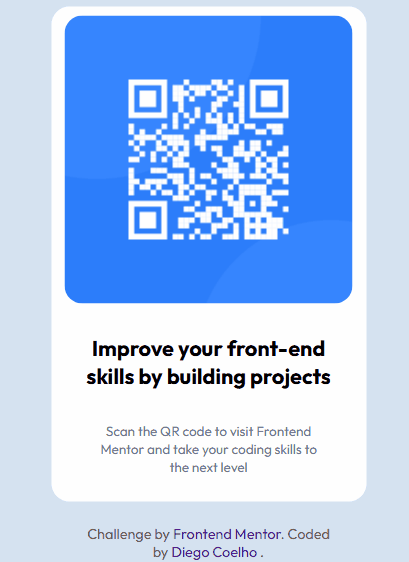 Improve your front-end
skills by building projects
Scan the QR code to visit Frontend
Mentor and take your coding skills to
the next level
Challenge by Frontend Mentor. Coded
by Diego Coelho .